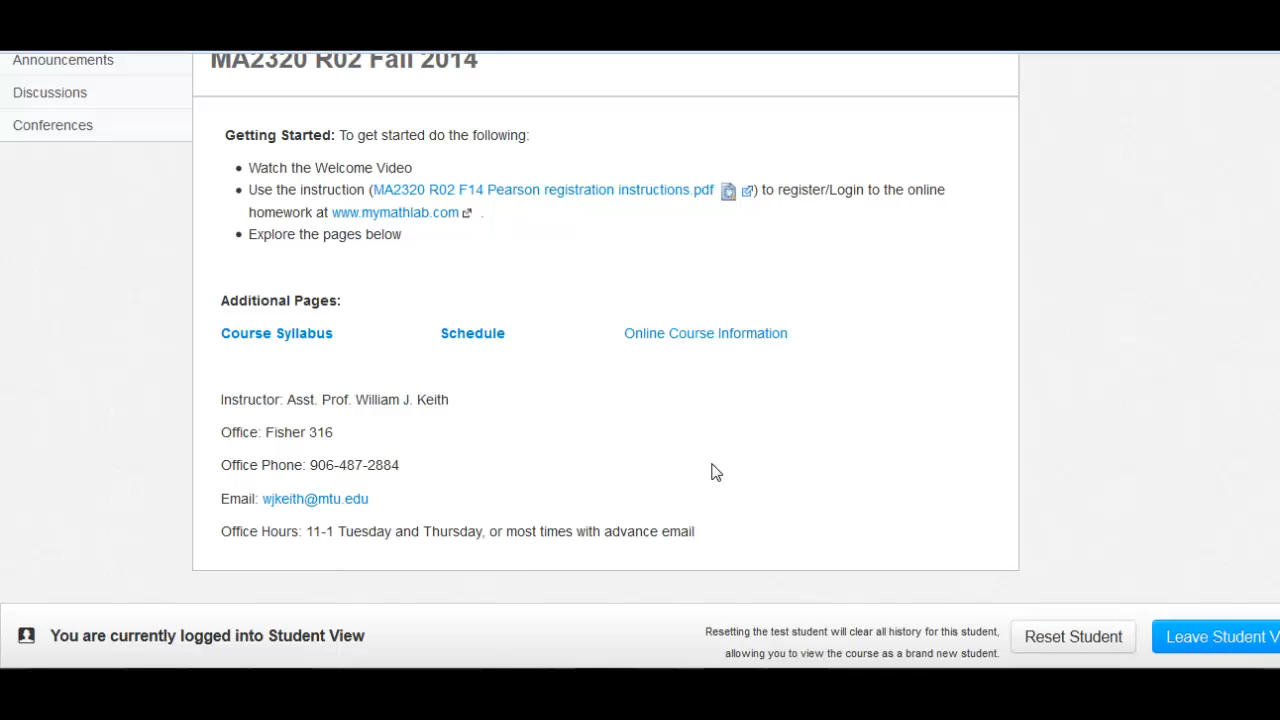 Announcements
MA2320 R02 Fall 2014
Discussions
Conferences
Getting Started: To get started do the following:
Watch the Welcome Video
Use the instruction (MA2320 R02 F14 Pearson registration instructions.pdf ) to register/Login to the online
homework at www.mymathlab.com .
Explore the pages below
Additional Pages:
Course Syllabus Schedule Online Course Information
Instructor: Asst. Prof. William J. Keith
Office: Fisher 316
Office Phone: 906-487-2884
Email: wjkeith@mtu.edu
Office Hours: 11-1 Tuesday and Thursday, or most times with advance email
You are currently logged into Student View
Resetting the test student will clear all history for this student,
allowing you to view the course as a brand new student.
Reset Student
Leave Student V